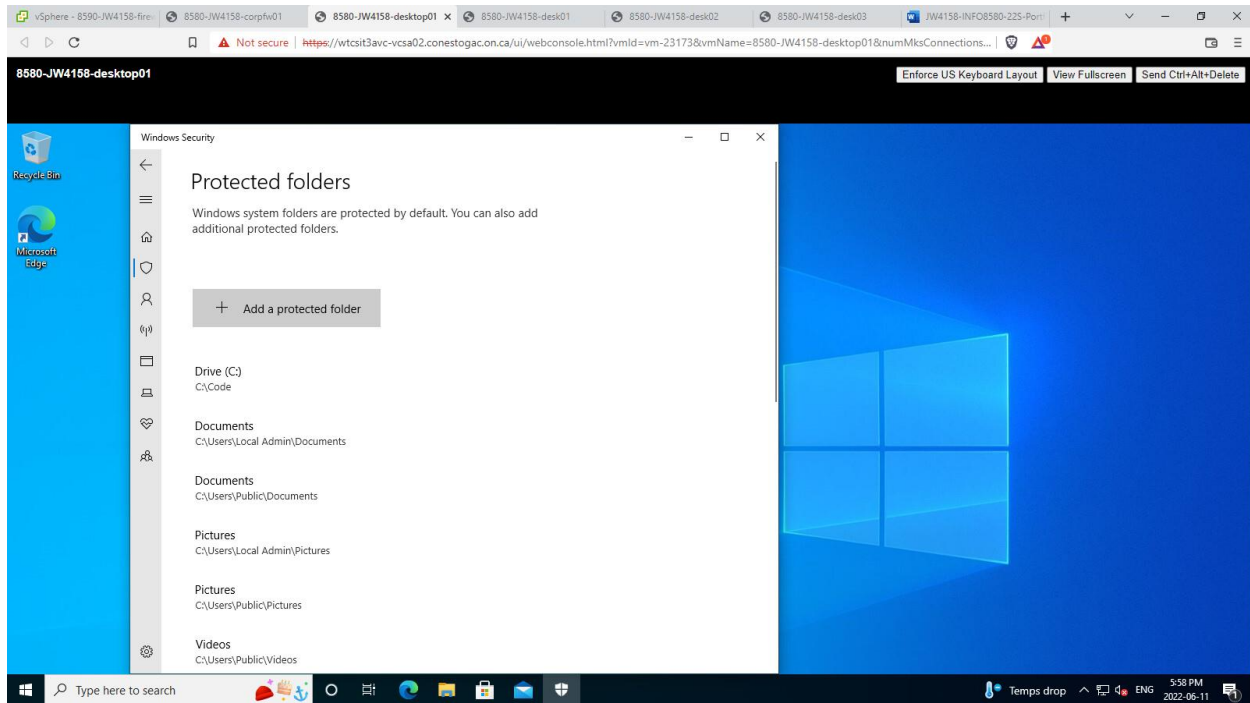 vSphere - 8590-JW4158-firew
8580-JW4158-corpfw01
8580-JW4158-desktop01
8580-JW4158-desk01
8580-JW4158-desk02
8580-JW4158-desk03
JW4158-INFO8580-22S-Port
Not secure
https://wtcsit3avc-vcsa02.conestogac.on.ca/ui/webconsole.html?vmId=vm-23173&vmName=8580-JW4158-desktop01&numMksConnections...
8580-JW4158-desktop01
Enforce US Keyboard Layout
View Fullscreen
Send Ctrl+Alt+Delete
Recycle Bin
Microsoft
Edge
Windows Security
Protected folders
Windows system folders are protected by default. You can also add
additional protected folders.
+ Add a protected folder
Drive (C:)
C:\Code
Documents
C:\Users\Local Admin\Documents
Documents
C:\Users\Public\Documents
Pictures
C:\Users\Local Admin\Pictures
Pictures
C:\Users\Public\Pictures
Videos
C:\Users\Public\Videos
Type here to search
Temps drop
ENG
5:58 PM
2022-06-11